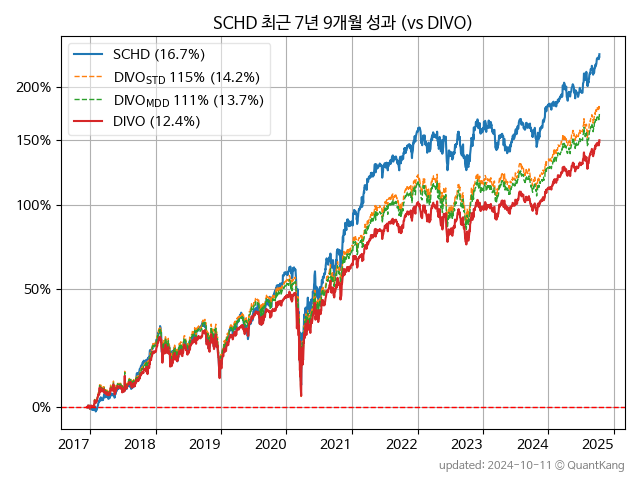 SCHD 최근 7년 9개월 성과 (vs DIVO)
SCHD (16.7%)
DIVO_STD 115% (14.2%)
DIVO_MDD 111% (13.7%)
DIVO (12.4%)
200%
150%
100%
50%
0%
2017 2018 2019 2020 2021 2022 2023 2024 2025
updated: 2024-10-11 © QuantKang